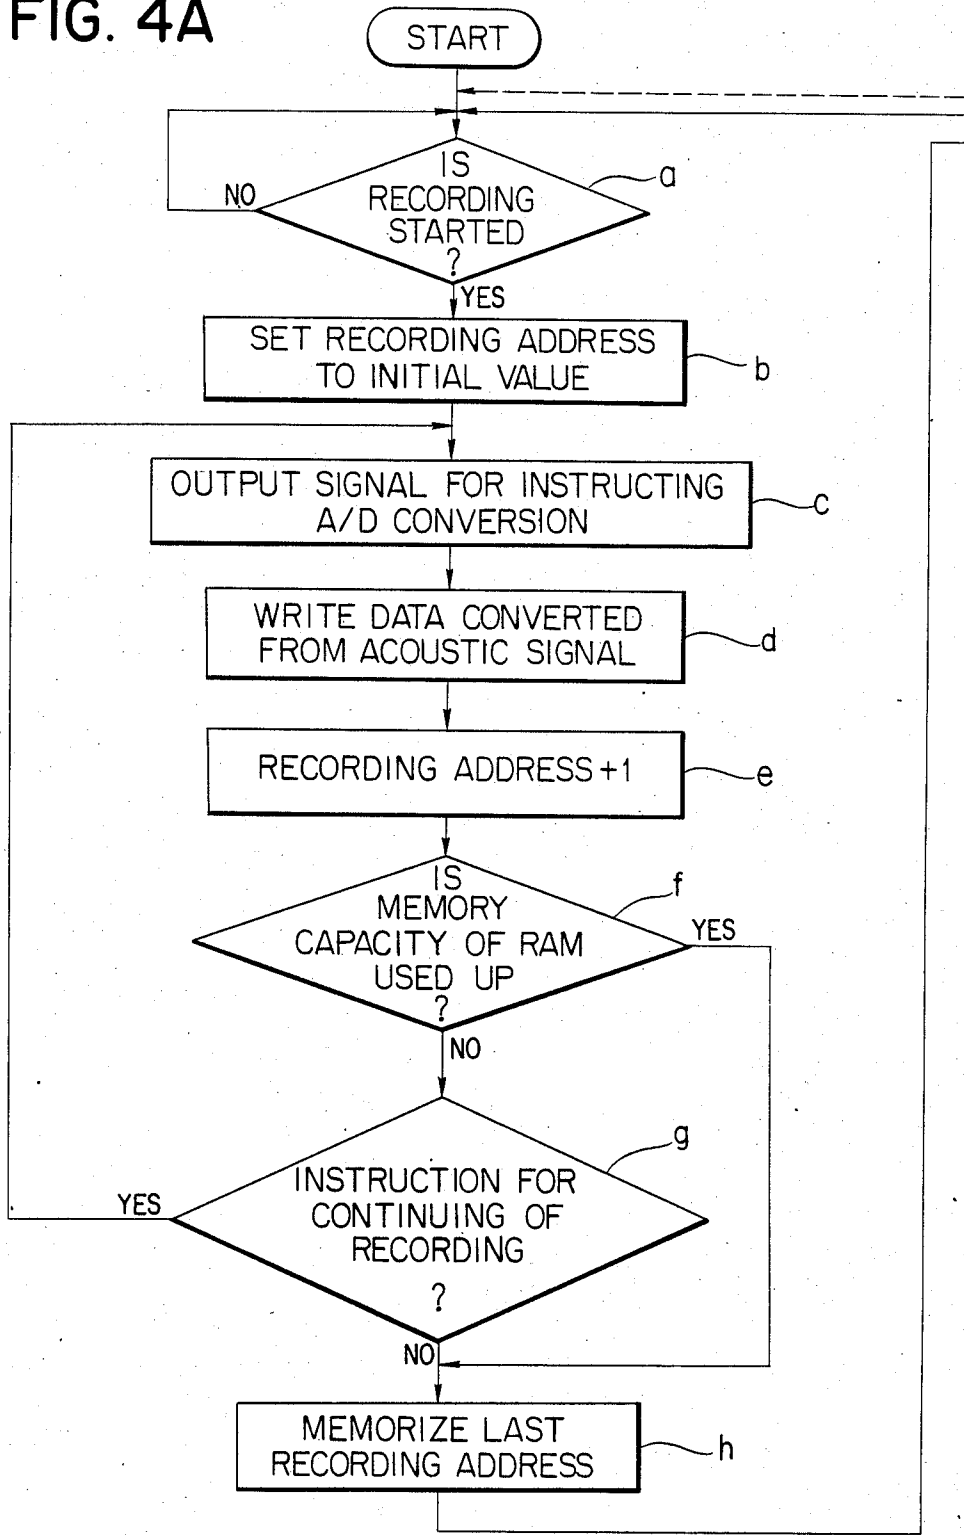 FIG. 4A
START
IS
RECORDING
STARTED
?
a
NO
YES
SET RECORDING ADDRESS
TO INITIAL VALUE
b
OUTPUT SIGNAL FOR INSTRUCTING
A/D CONVERSION
c
WRITE DATA CONVERTED
FROM ACOUSTIC SIGNAL
d
RECORDING ADDRESS+1
e
IS
MEMORY
CAPACITY OF RAM
USED UP
?
f
YES
NO
INSTRUCTION FOR
CONTINUING OF
RECORDING
?
g
YES
NO
MEMORIZE LAST
RECORDING ADDRESS
h